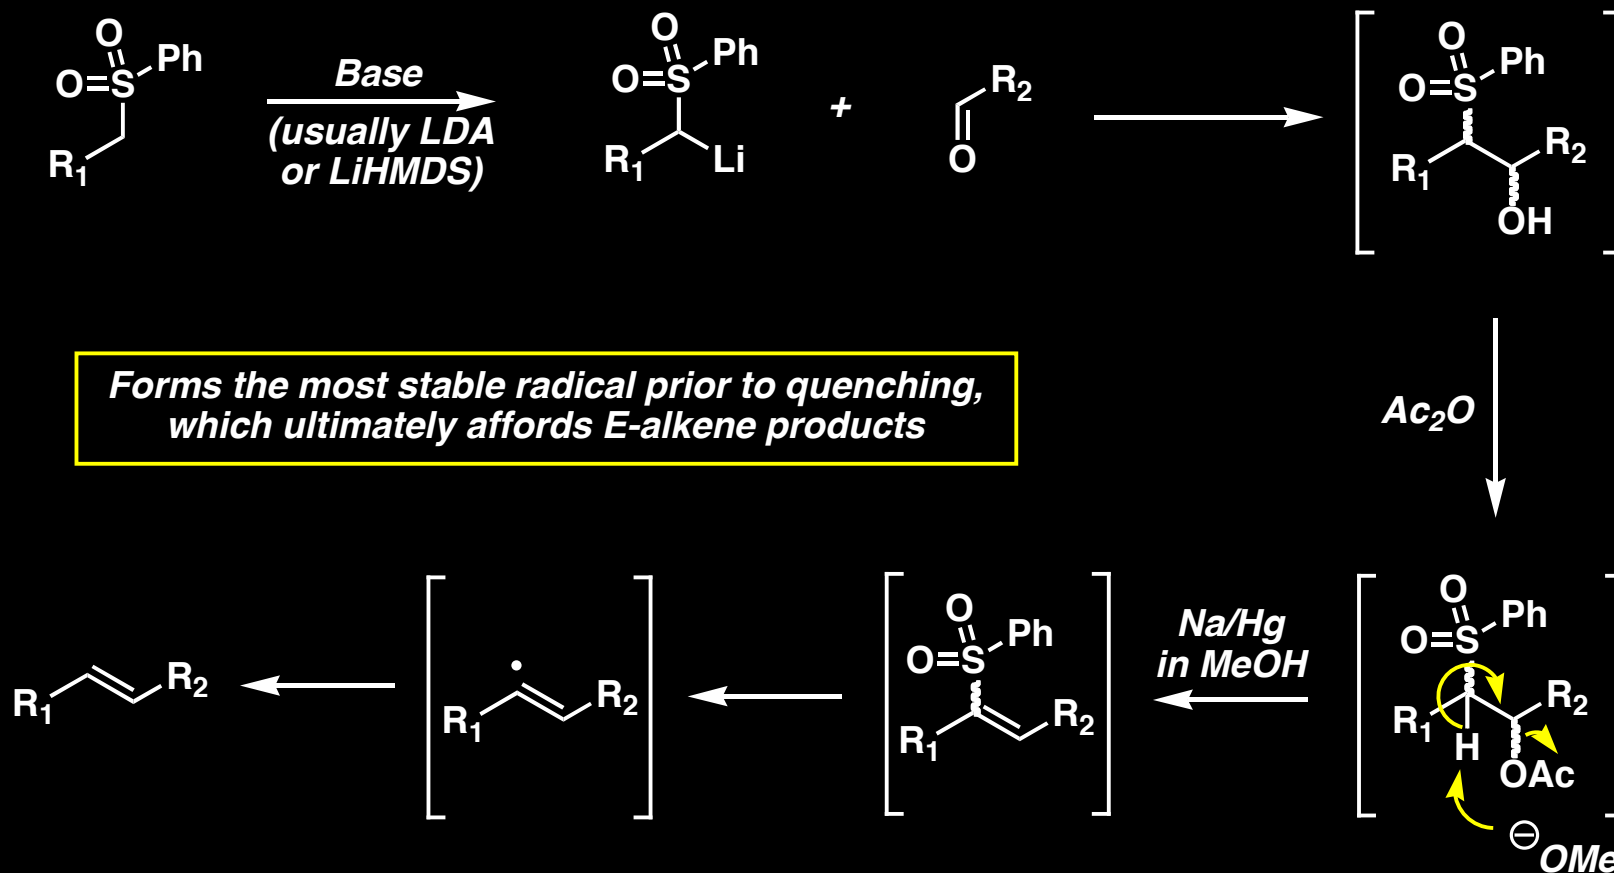 O
O=S
Ph
R1
Base
(usually LDA
or LiHMDS)
O
O=S
Ph
R1
Li
+
R2
O
O
O=S
Ph
R1
R2
OH
Forms the most stable radical prior to quenching,
which ultimately affords E-alkene products
Ac2O
R1
R2
R1
R2
O
O=S
Ph
R1
R2
Na/Hg
in MeOH
O
O=S
Ph
R1
R2
H
OAc
⊖
OMe